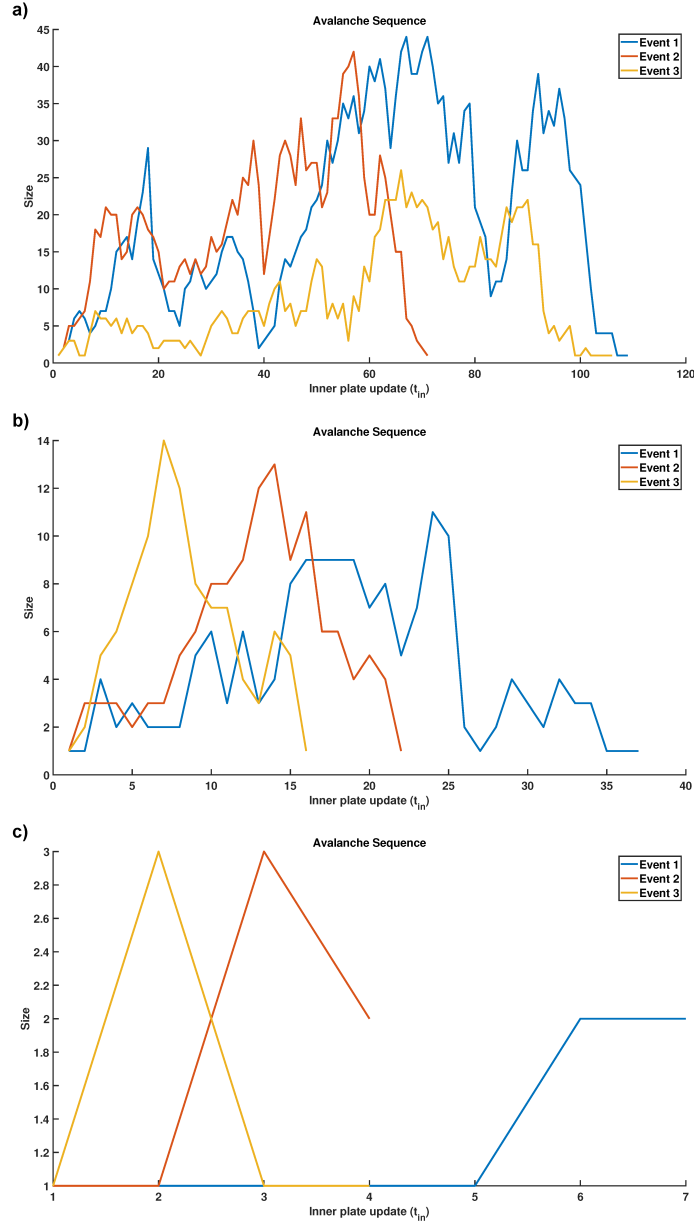 a)
Avalanche Sequence
45
40
35
30
25
20
15
10
5
0
Size
0 20 40 60 80 100 120
Inner plate update (t_in)
Event 1
Event 2
Event 3
b)
Avalanche Sequence
14
12
10
8
6
4
2
0
Size
0 5 10 15 20 25 30 35 40
Inner plate update (t_in)
Event 1
Event 2
Event 3
c)
Avalanche Sequence
3
2.8
2.6
2.4
2.2
2
1.8
1.6
1.4
1.2
1
Size
1 2 3 4 5 6 7
Inner plate update (t_in)
Event 1
Event 2
Event 3